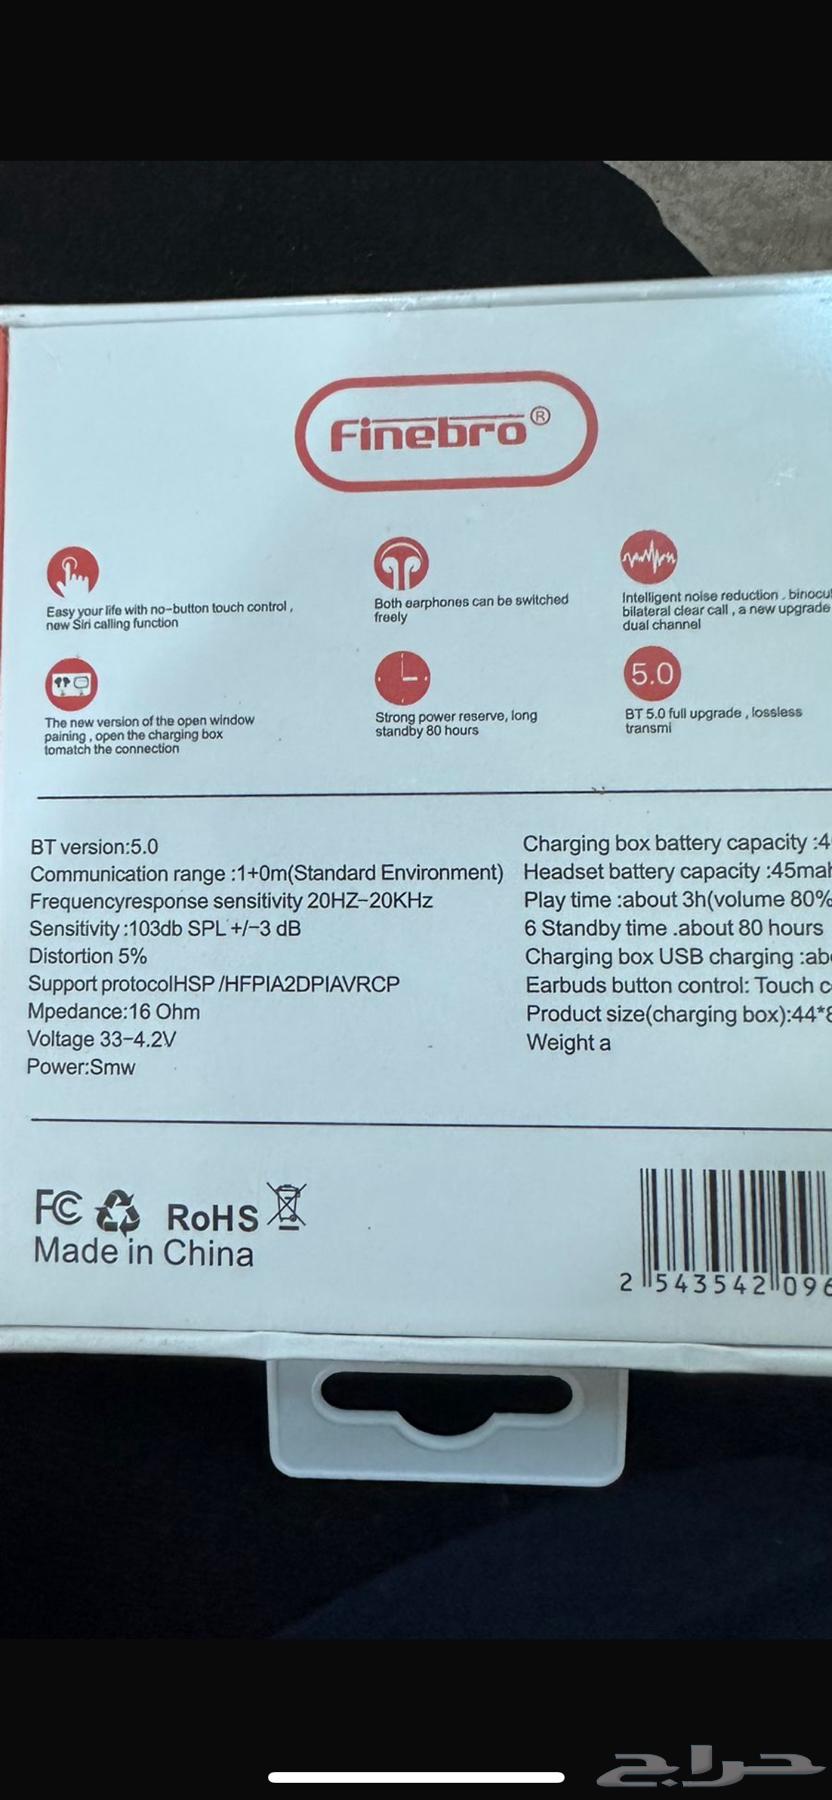 Finebro®
Easy your life with no-button touch control ,
new Siri calling function
Both earphones can be switched
freely
Intelligent noise reduction . binocul
bilateral clear call , a new upgrade
dual channel
The new version of the open window
paining , open the charging box
tomatch the connection
Strong power reserve, long
standby 80 hours
5.0
BT 5.0 full upgrade , lossless
transmi
BT version:5.0
Communication range :1+0m(Standard Environment)
Frequencyresponse sensitivity 20HZ-20KHz
Sensitivity :103db SPL +/-3 dB
Distortion 5%
Support protocolHSP /HFPIA2DPIAVRCP
Mpedance:16 Ohm
Voltage 33-4.2V
Power:Smw
Charging box battery capacity :4
Headset battery capacity :45mah
Play time :about 3h(volume 80%
6 Standby time .about 80 hours
Charging box USB charging :ab
Earbuds button control: Touch c
Product size(charging box):44*8
Weight a
FC RoHS
Made in China
2 543542 096
حراج